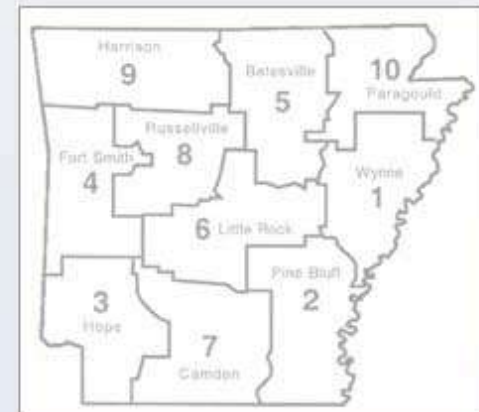 Harrison
9
Batesville
5
10
Paragould
Russellville
8
Fort Smith
4
Wynne
1
6 Little Rock
Pine Bluff
2
3
Hope
7
Camden